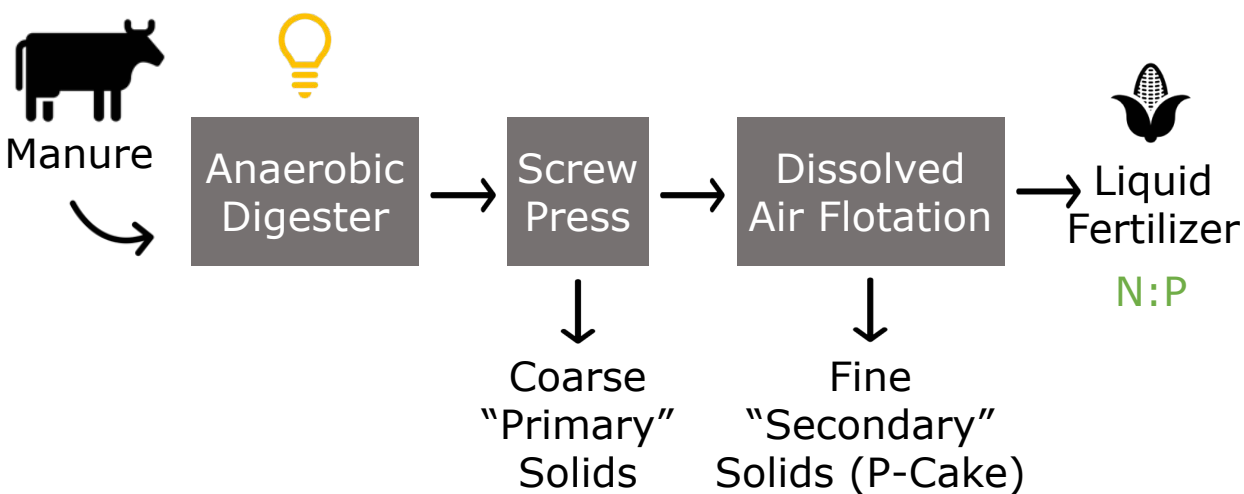 Manure
Anaerobic
Digester
Screw
Press
Dissolved
Air Flotation
Liquid
Fertilizer
N:P
Coarse
“Primary”
Solids
Fine
“Secondary”
Solids (P-Cake)